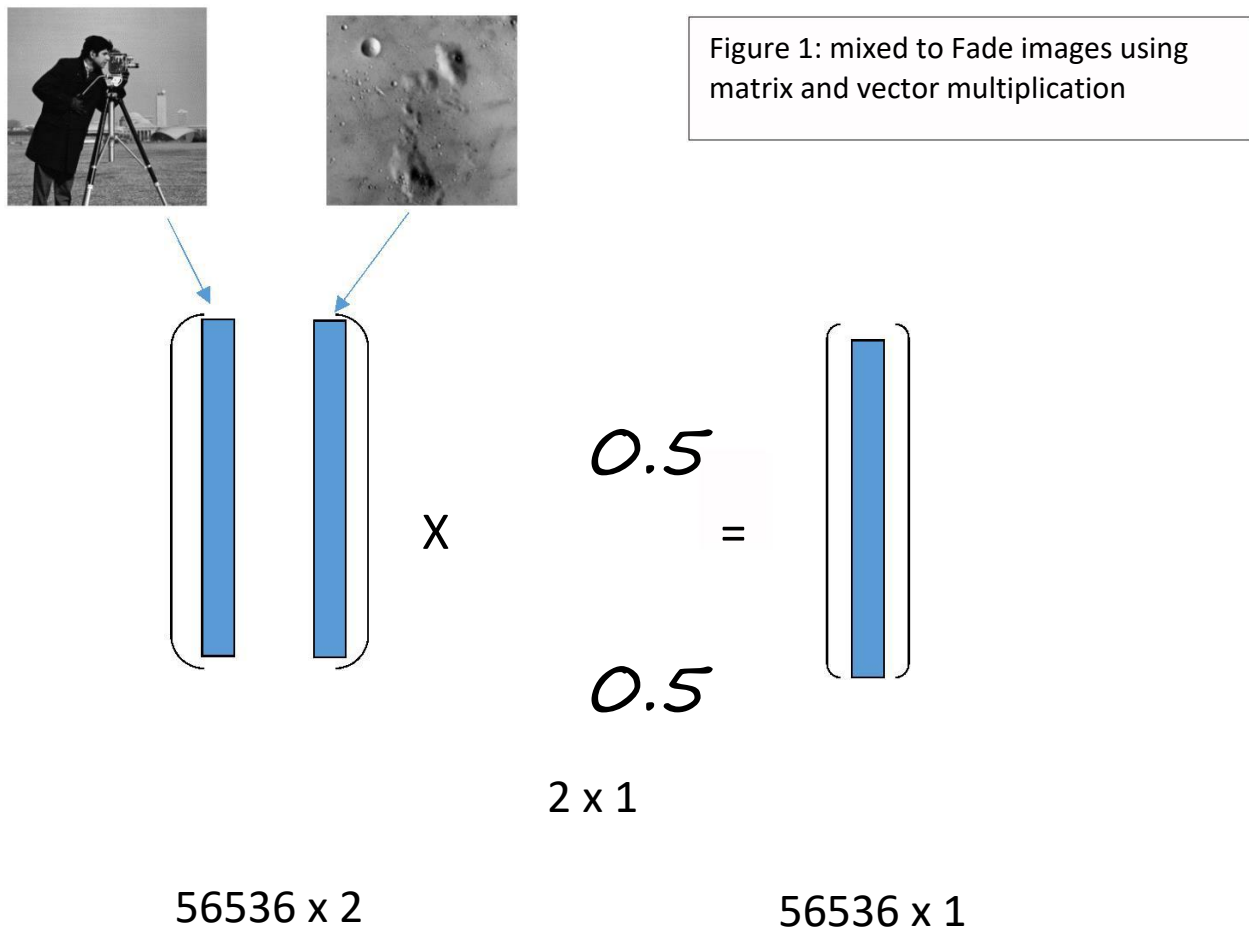 Figure 1: mixed to Fade images using
matrix and vector multiplication
0.5
X
=
0.5
2 x 1
56536 x 2
56536 x 1